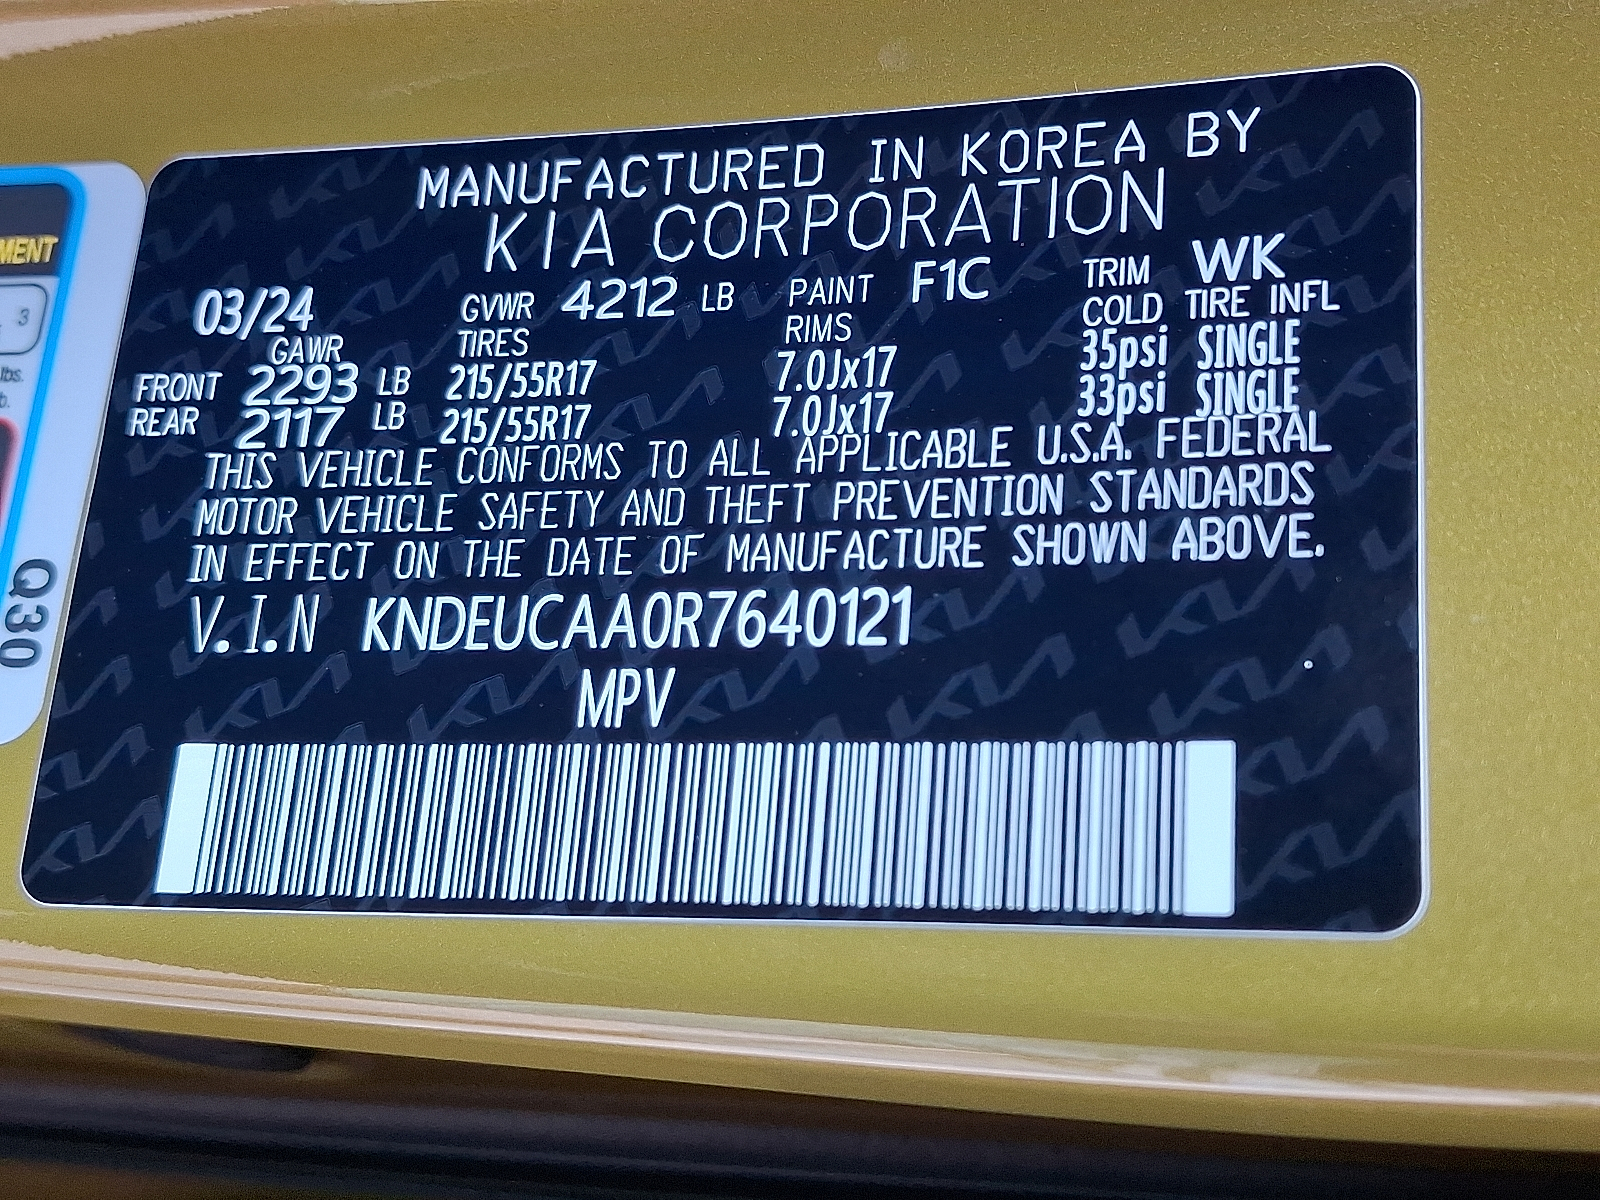 MANUFACTURED IN KOREA BY
KIA CORPORATION
03/24 GVWR 4212 LB PAINT F1C TRIM WK
GAWR TIRES RIMS COLD TIRE INFL
FRONT 2293 LB 215/55R17 7.0Jx17 35psi SINGLE
REAR 2117 LB 215/55R17 7.0Jx17 33psi SINGLE
THIS VEHICLE CONFORMS TO ALL APPLICABLE U.S.A. FEDERAL
MOTOR VEHICLE SAFETY AND THEFT PREVENTION STANDARDS
IN EFFECT ON THE DATE OF MANUFACTURE SHOWN ABOVE.
V.I.N KNDEUCAA0R7640121
MPV
MENT
3
lbs.
b.
Q30